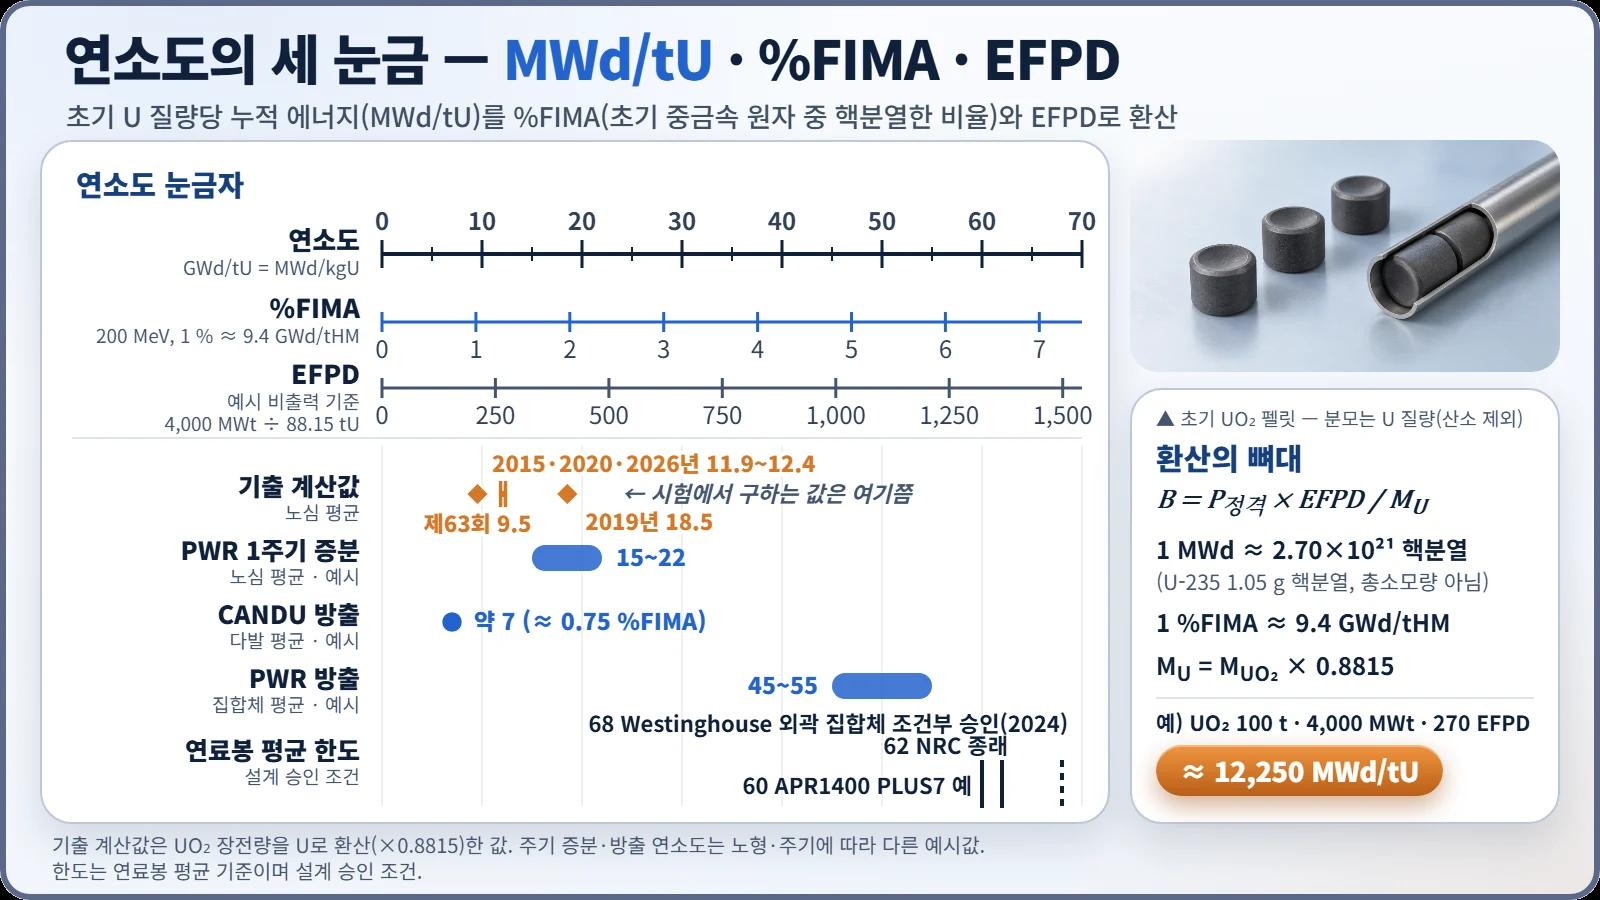 연소도의 세 눈금 — MWd/tU · %FIMA · EFPD
초기 U 질량당 누적 에너지(MWd/tU)를 %FIMA(초기 중금속 원자 중 핵분열한 비율)와 EFPD로 환산
연소도 눈금자
0 10 20 30 40 50 60 70
연소도
GWd/tU = MWd/kgU
%FIMA
200 MeV, 1 % ≈ 9.4 GWd/tHM
0 1 2 3 4 5 6 7
EFPD
예시 비출력 기준
4,000 MWt ÷ 88.15 tU
0 250 500 750 1,000 1,250 1,500
2015·2020·2026년 11.9~12.4
기출 계산값
노심 평균
← 시험에서 구하는 값은 여기쯤
제63회 9.5
2019년 18.5
PWR 1주기 증분
노심 평균 · 예시
15~22
CANDU 방출
다발 평균 · 예시
약 7 (≈ 0.75 %FIMA)
PWR 방출
집합체 평균 · 예시
45~55
68 Westinghouse 외곽 집합체 조건부 승인(2024)
62 NRC 종래
연료봉 평균 한도
설계 승인 조건
60 APR1400 PLUS7 예
▲ 초기 UO₂ 펠릿 — 분모는 U 질량(산소 제외)
환산의 뼈대
B = P정격 × EFPD / MU
1 MWd ≈ 2.70×10²¹ 핵분열
(U-235 1.05 g 핵분열, 총소모량 아님)
1 %FIMA ≈ 9.4 GWd/tHM
MU = MUO₂ × 0.8815
예) UO₂ 100 t · 4,000 MWt · 270 EFPD
≈ 12,250 MWd/tU
기출 계산값은 UO₂ 장전량을 U로 환산(×0.8815)한 값. 주기 증분·방출 연소도는 노형·주기에 따라 다른 예시값.
한도는 연료봉 평균 기준이며 설계 승인 조건.